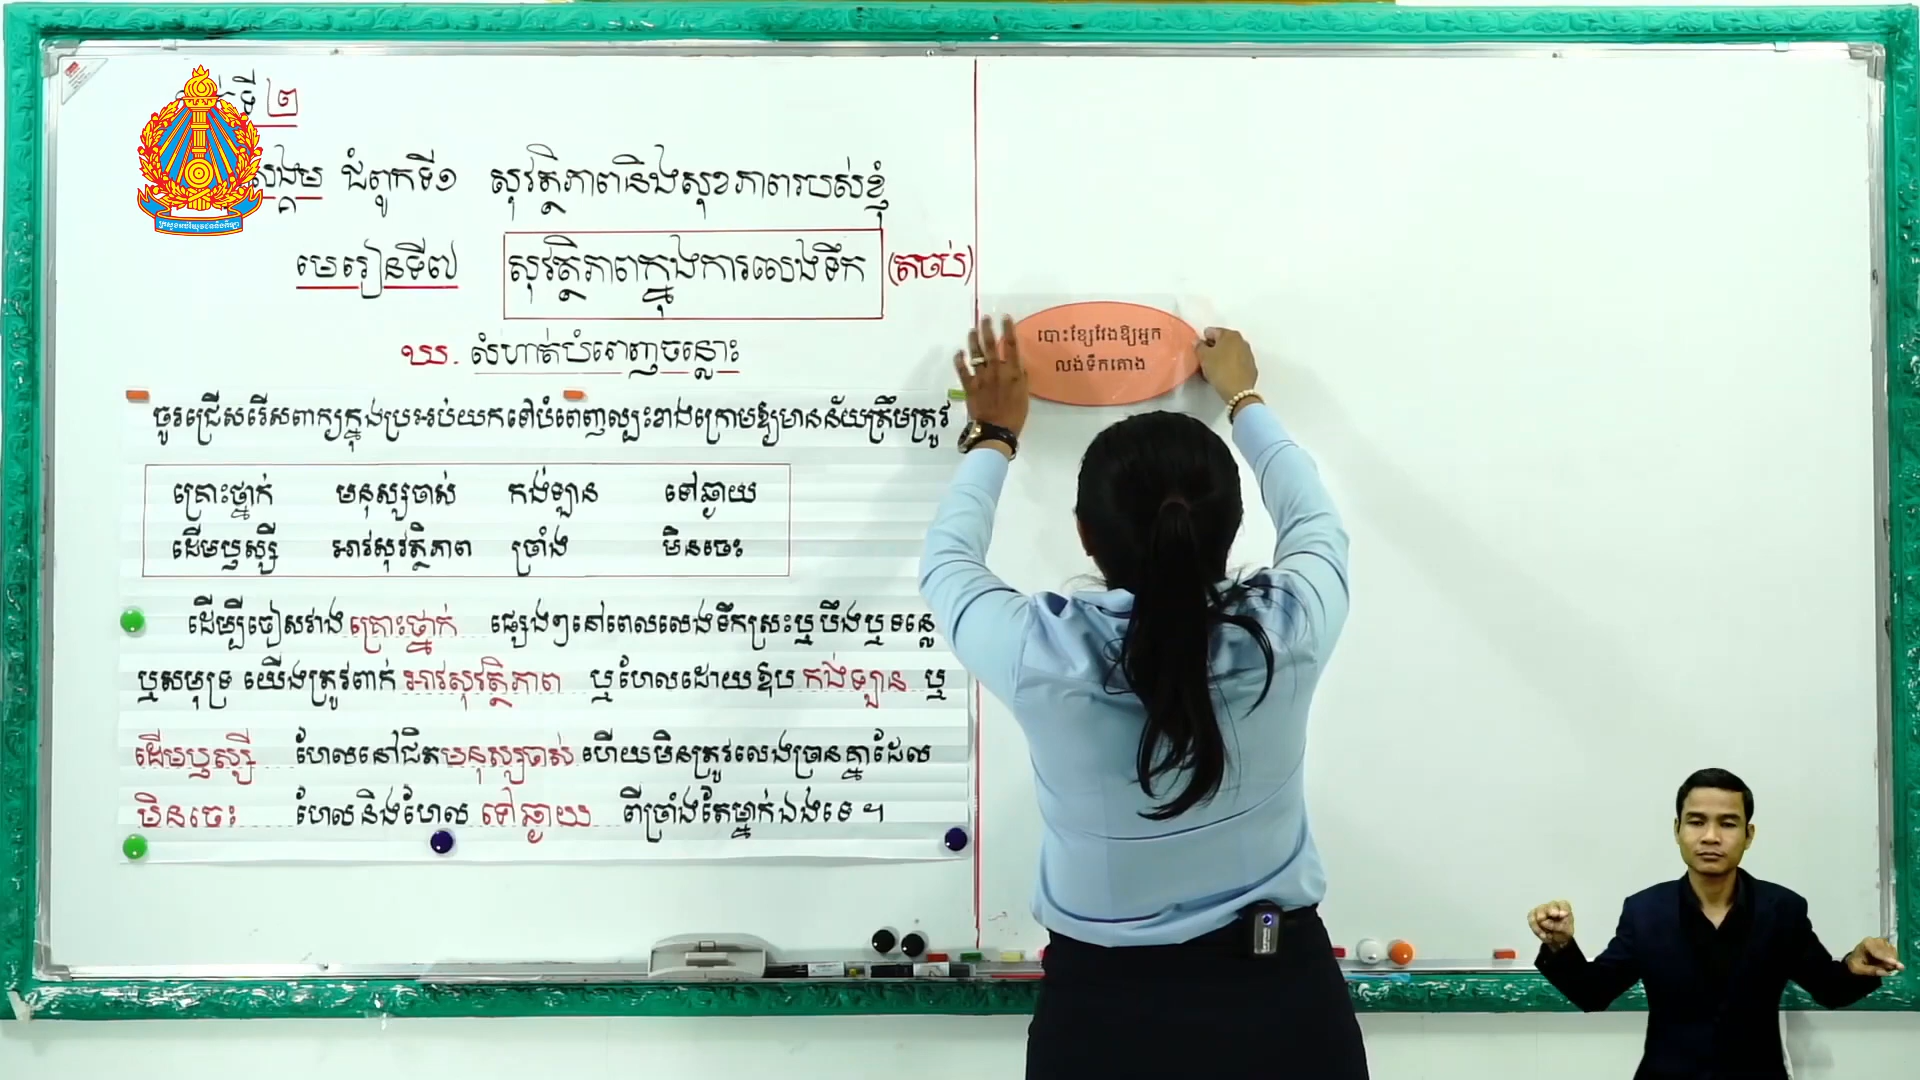 ទី ២
សង្គម ជំពូកទី១ សុវត្ថិភាពនិងសុខភាពរបស់ខ្ញុំ
មេរៀនទី៧ សុវត្ថិភាពក្នុងការលេងទឹក (តចប់)
ឃ. លំហាត់បំពេញចន្លោះ
ចូរជ្រើសរើសពាក្យក្នុងប្រអប់យកទៅបំពេញល្បះខាងក្រោមឱ្យមានន័យត្រឹមត្រូវ
គ្រោះថ្នាក់ មនុស្សចាស់ កង់ឡាន ទៅឆ្ងាយ
ដើមឫស្សី អាវសុវត្ថិភាព ច្រាំង មិនចេះ
ដើម្បីចៀសវាង គ្រោះថ្នាក់ ផ្សេងៗនៅពេលលេងទឹកស្រះឬ បឹងឬ ទន្លេ
ឬសមុទ្រ យើងត្រូវពាក់ អាវសុវត្ថិភាព ឬ ហែលដោយឱប កង់ឡាន ឬ
ដើមឫស្សី ហែលនៅជិតមនុស្សចាស់ ហើយមិនត្រូវលេងច្រានគ្នាដែល
មិនចេះ ហែលនិងហែល ទៅឆ្ងាយ ពីច្រាំងតែម្នាក់ឯងទេ ។
បោះខ្សែវែងឱ្យអ្នក
លង់ទឹកតោង